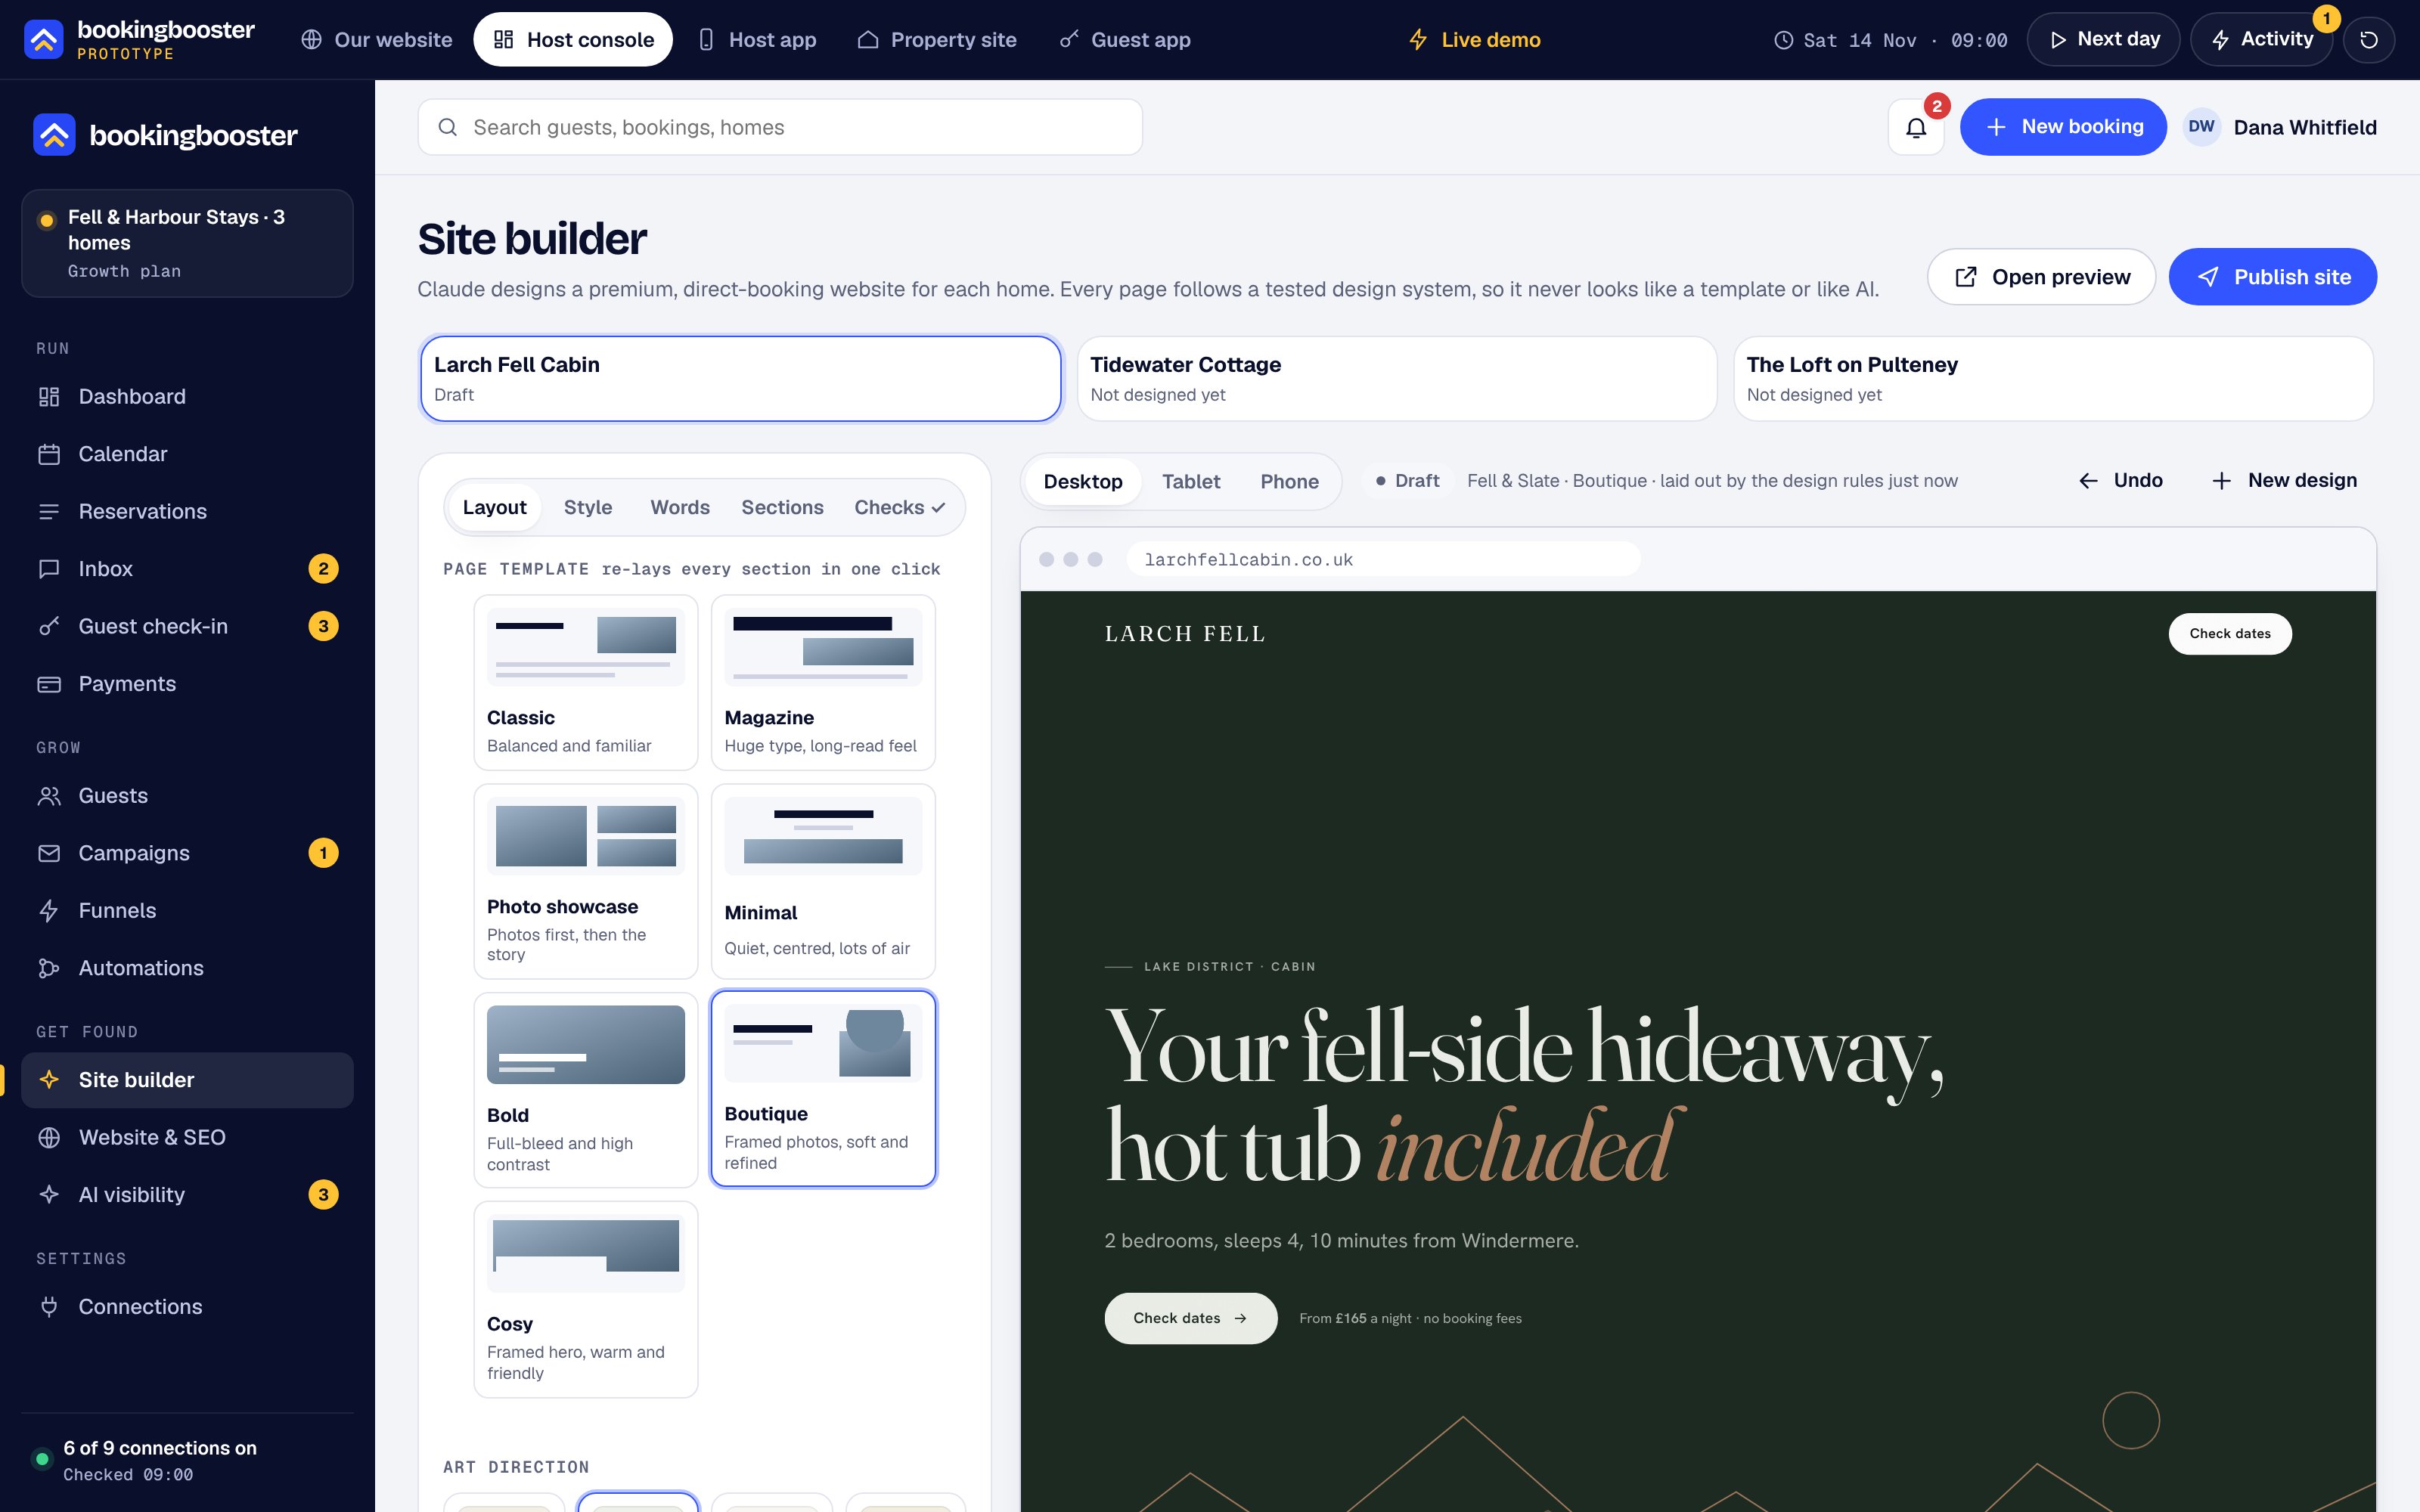 bookingbooster
PROTOTYPE
Our website
Host console
Host app
Property site
Guest app
Live demo
Sat 14 Nov · 09:00
Next day
Activity
1
bookingbooster
Fell & Harbour Stays · 3
homes
Growth plan
RUN
Dashboard
Calendar
Reservations
Inbox
2
Guest check-in
3
Payments
GROW
Guests
Campaigns
1
Funnels
Automations
GET FOUND
Site builder
Website & SEO
AI visibility
3
SETTINGS
Connections
6 of 9 connections on
Checked 09:00
Search guests, bookings, homes
2
New booking
DW
Dana Whitfield
Site builder
Claude designs a premium, direct-booking website for each home. Every page follows a tested design system, so it never looks like a template or like AI.
Open preview
Publish site
Larch Fell Cabin
Draft
Tidewater Cottage
Not designed yet
The Loft on Pulteney
Not designed yet
Layout
Style
Words
Sections
Checks
PAGE TEMPLATE re-lays every section in one click
Classic
Balanced and familiar
Magazine
Huge type, long-read feel
Photo showcase
Photos first, then the
story
Minimal
Quiet, centred, lots of air
Bold
Full-bleed and high
contrast
Boutique
Framed photos, soft and
refined
Cosy
Framed hero, warm and
friendly
ART DIRECTION
Desktop
Tablet
Phone
Draft
Fell & Slate · Boutique · laid out by the design rules just now
Undo
New design
larchfellcabin.co.uk
LARCH FELL
Check dates
LAKE DISTRICT · CABIN
Your fell-side hideaway,
hot tub included
2 bedrooms, sleeps 4, 10 minutes from Windermere.
Check dates →
From £165 a night · no booking fees